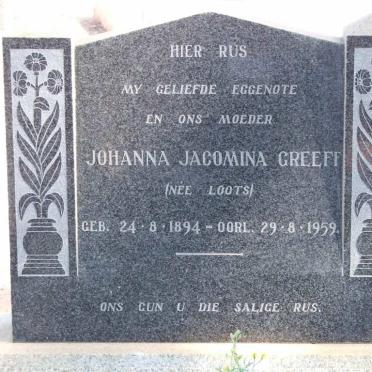 HIER RUS
MY GELIEFDE EGGENOTE
EN ONS MOEDER
JOHANNA JACOMINA GREEFF
(NEE LOOTS)
GEB. 24-8-1894 - OORL. 29-8-1959.
ONS GUN U DIE SALIGE RUS.